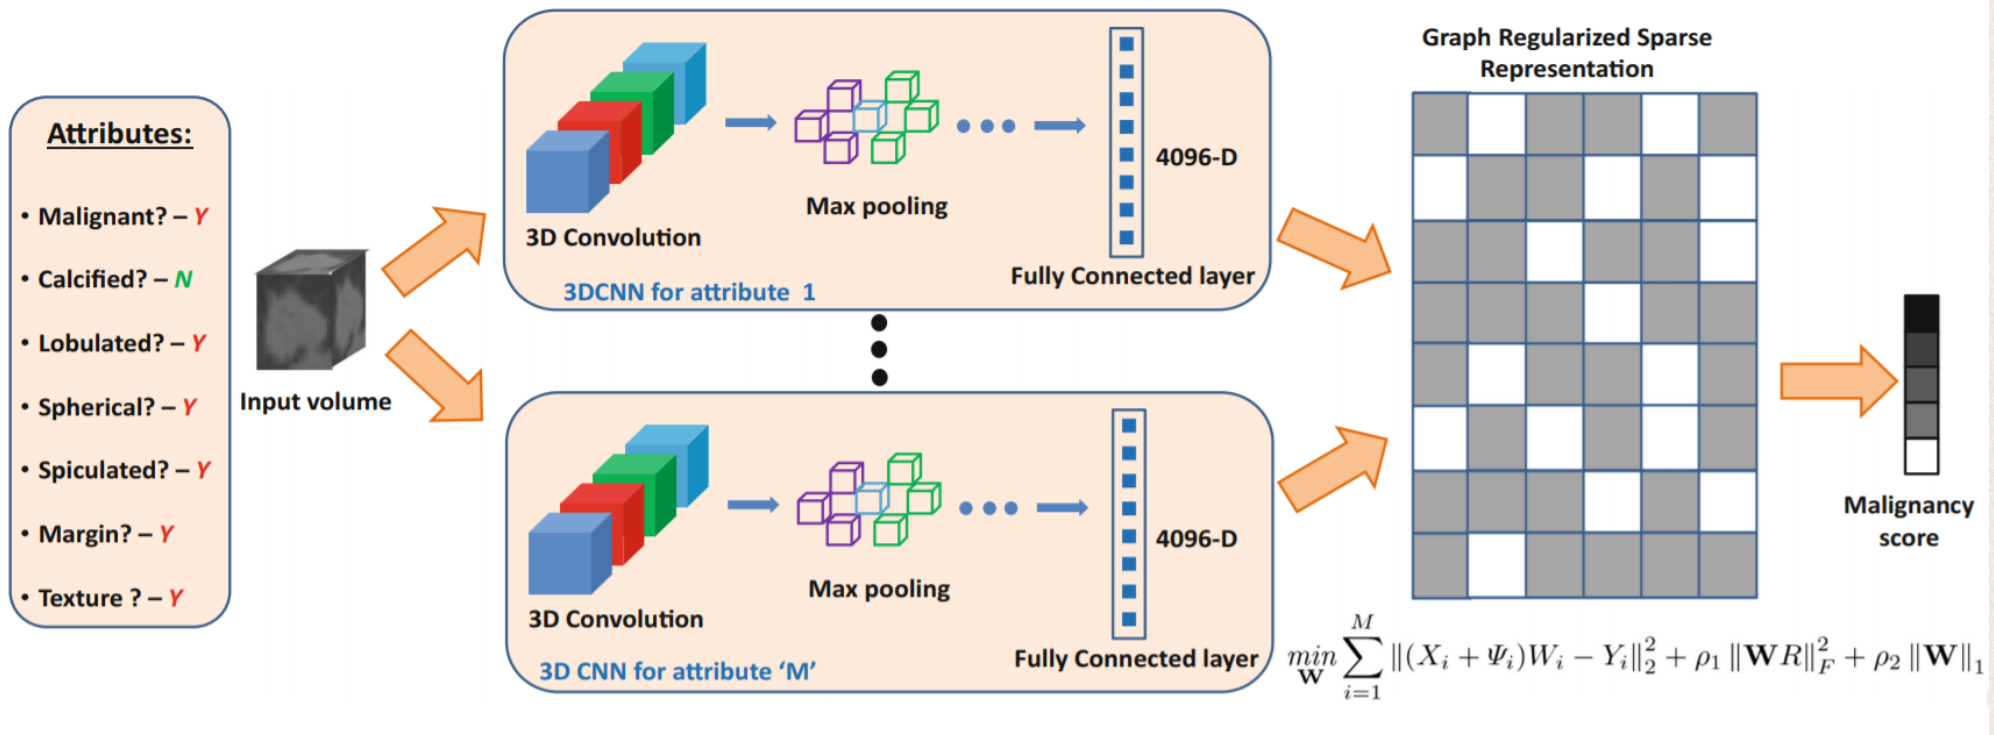 Attributes:
• Malignant? – Y
• Calcified? – N
• Lobulated? – Y
• Spherical? – Y
• Spiculated? – Y
• Margin? – Y
• Texture ? – Y
Input volume
3D Convolution
Max pooling
4096-D
Fully Connected layer
3DCNN for attribute 1
3D Convolution
Max pooling
4096-D
Fully Connected layer
3D CNN for attribute ‘M’
Graph Regularized Sparse
Representation
Malignancy
score
min_W ∑_{i=1}^{M} ‖(X_i + Ψ_i)W_i − Y_i‖_2^2 + ρ_1 ‖WR‖_F^2 + ρ_2 ‖W‖_1